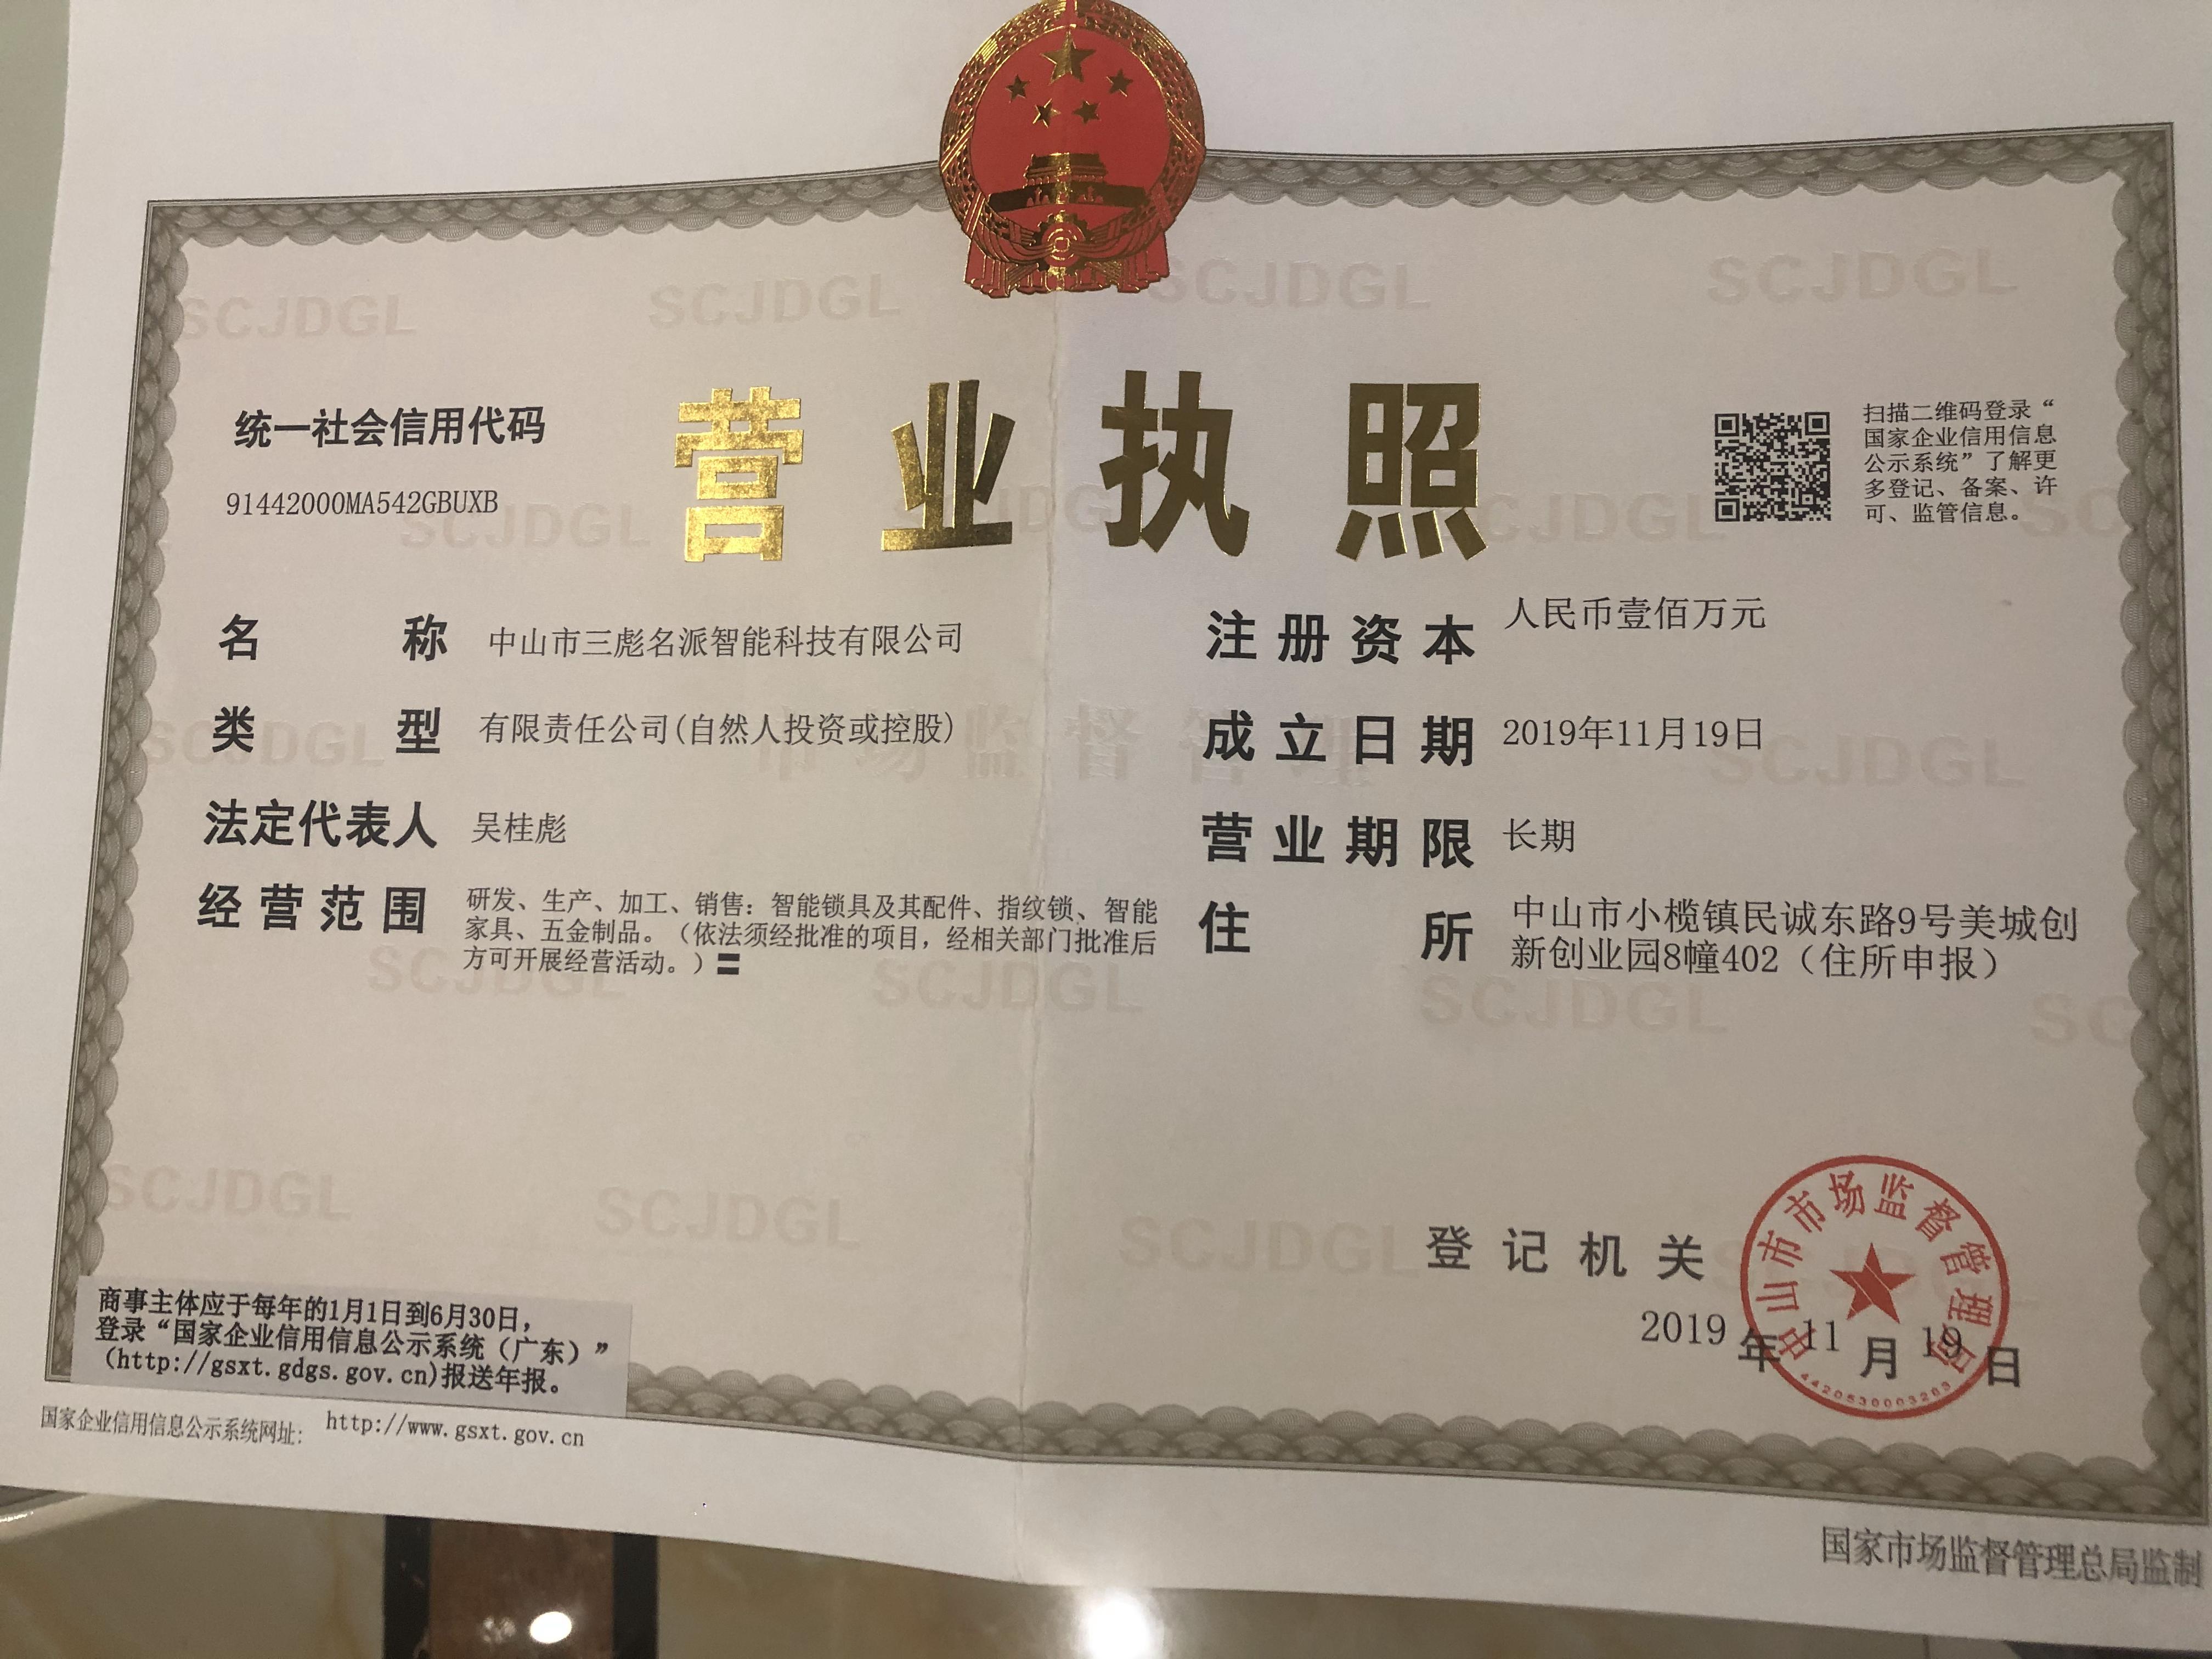 营业执照
统一社会信用代码
91442000MA542GBUXB
扫描二维码登录“
国家企业信用信息
公示系统”了解更
多登记、备案、许
可、监管信息。
名称 中山市三彪名派智能科技有限公司
类型 有限责任公司(自然人投资或控股)
法定代表人 吴桂彪
经营范围 研发、生产、加工、销售：智能锁具及其配件、指纹锁、智能
家具、五金制品。（依法须经批准的项目，经相关部门批准后
方可开展经营活动。）
注册资本 人民币壹佰万元
成立日期 2019年11月19日
营业期限 长期
住所 中山市小榄镇民诚东路9号美城创
新创业园8幢402（住所申报）
登记机关
中山市市场监督管理局
4420530003203
2019年11月19日
商事主体应于每年的1月1日到6月30日，
登录“国家企业信用信息公示系统（广东）”
(http://gsxt.gdgs.gov.cn)报送年报。
国家企业信用信息公示系统网址： http://www.gsxt.gov.cn
国家市场监督管理总局监制
SCJDGL
市场监督管理